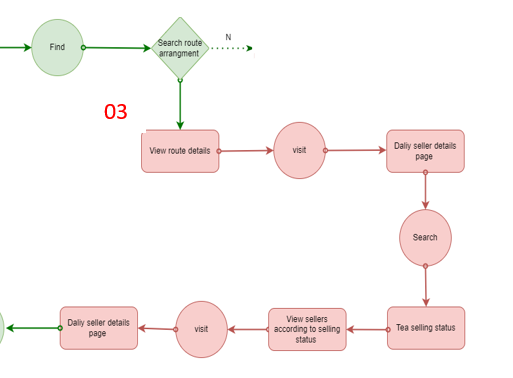 Find
Search route
arrangment
N
03
View route details
visit
Daliy seller details
page
Search
Tea selling status
View sellers
according to selling
status
visit
Daliy seller details
page